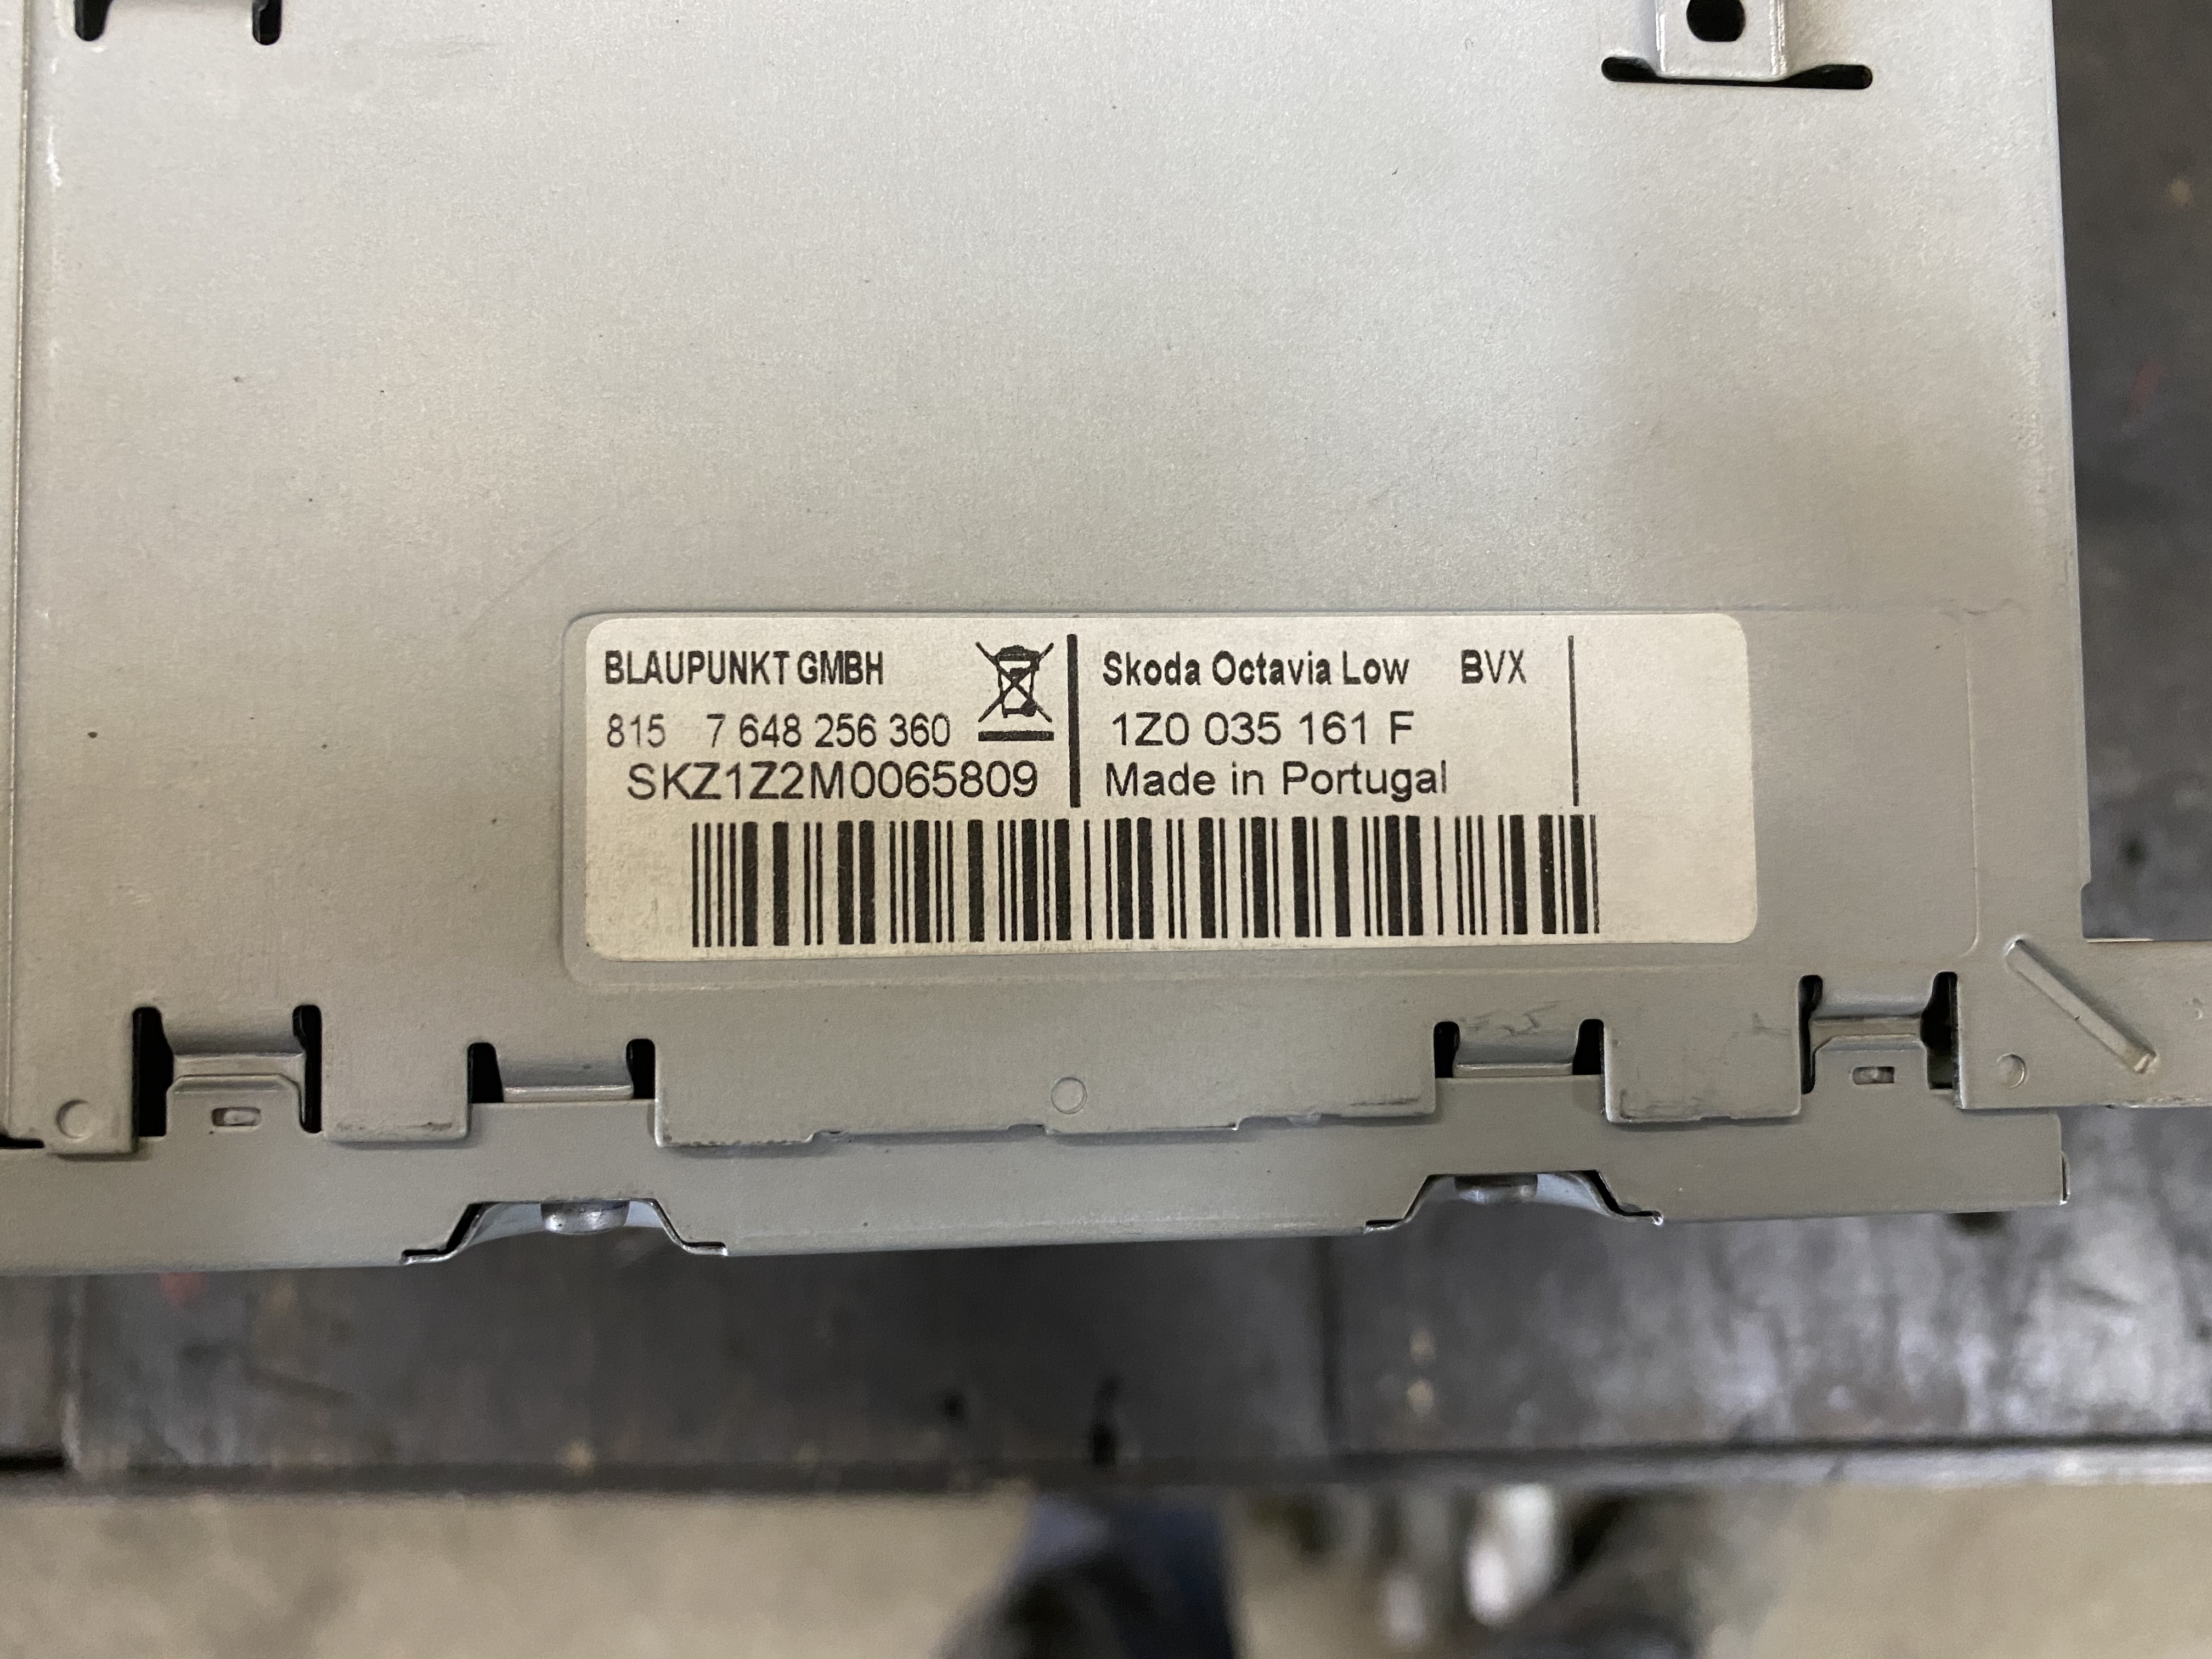 BLAUPUNKT GMBH
815 7 648 256 360
SKZ1Z2M0065809
Skoda Octavia Low BVX
1Z0 035 161 F
Made in Portugal